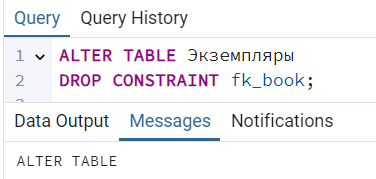 Query Query History
1 ALTER TABLE Экземпляры
2 DROP CONSTRAINT fk_book;
Data Output Messages Notifications
ALTER TABLE